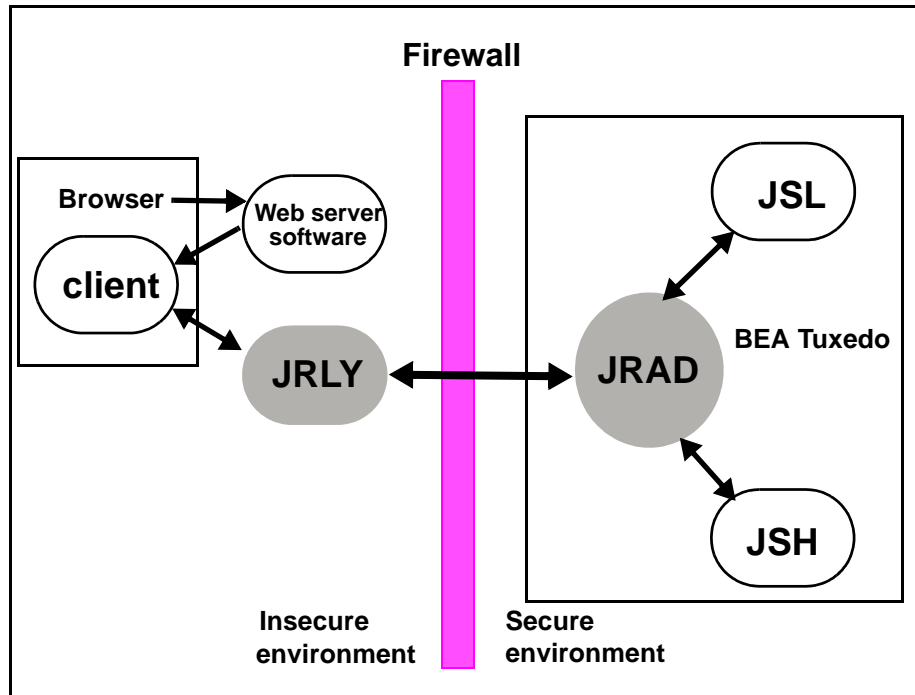 Firewall
Browser
Web server
software
client
JRLY
JSL
JRAD
BEA Tuxedo
JSH
Insecure
environment
Secure
environment